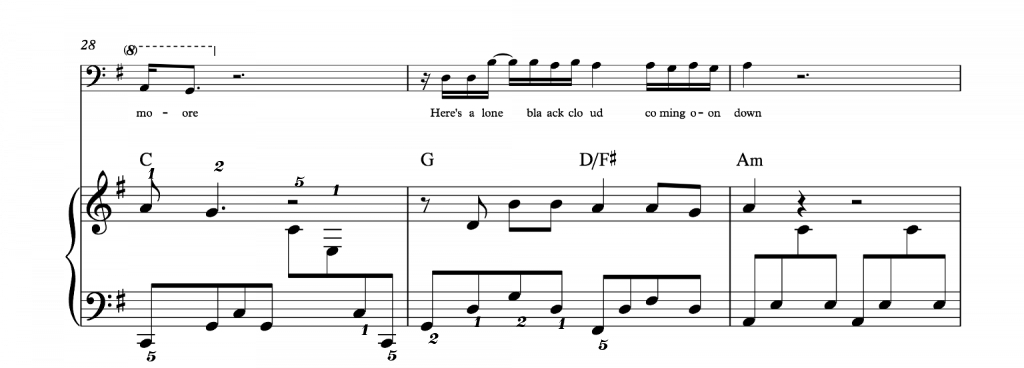 28
(8)
mo - ore Here's a lone bla ack clo ud co ming o - on down
C G D/F♯ Am
1 2 5 1
1 1 2 1
5 5 2 5